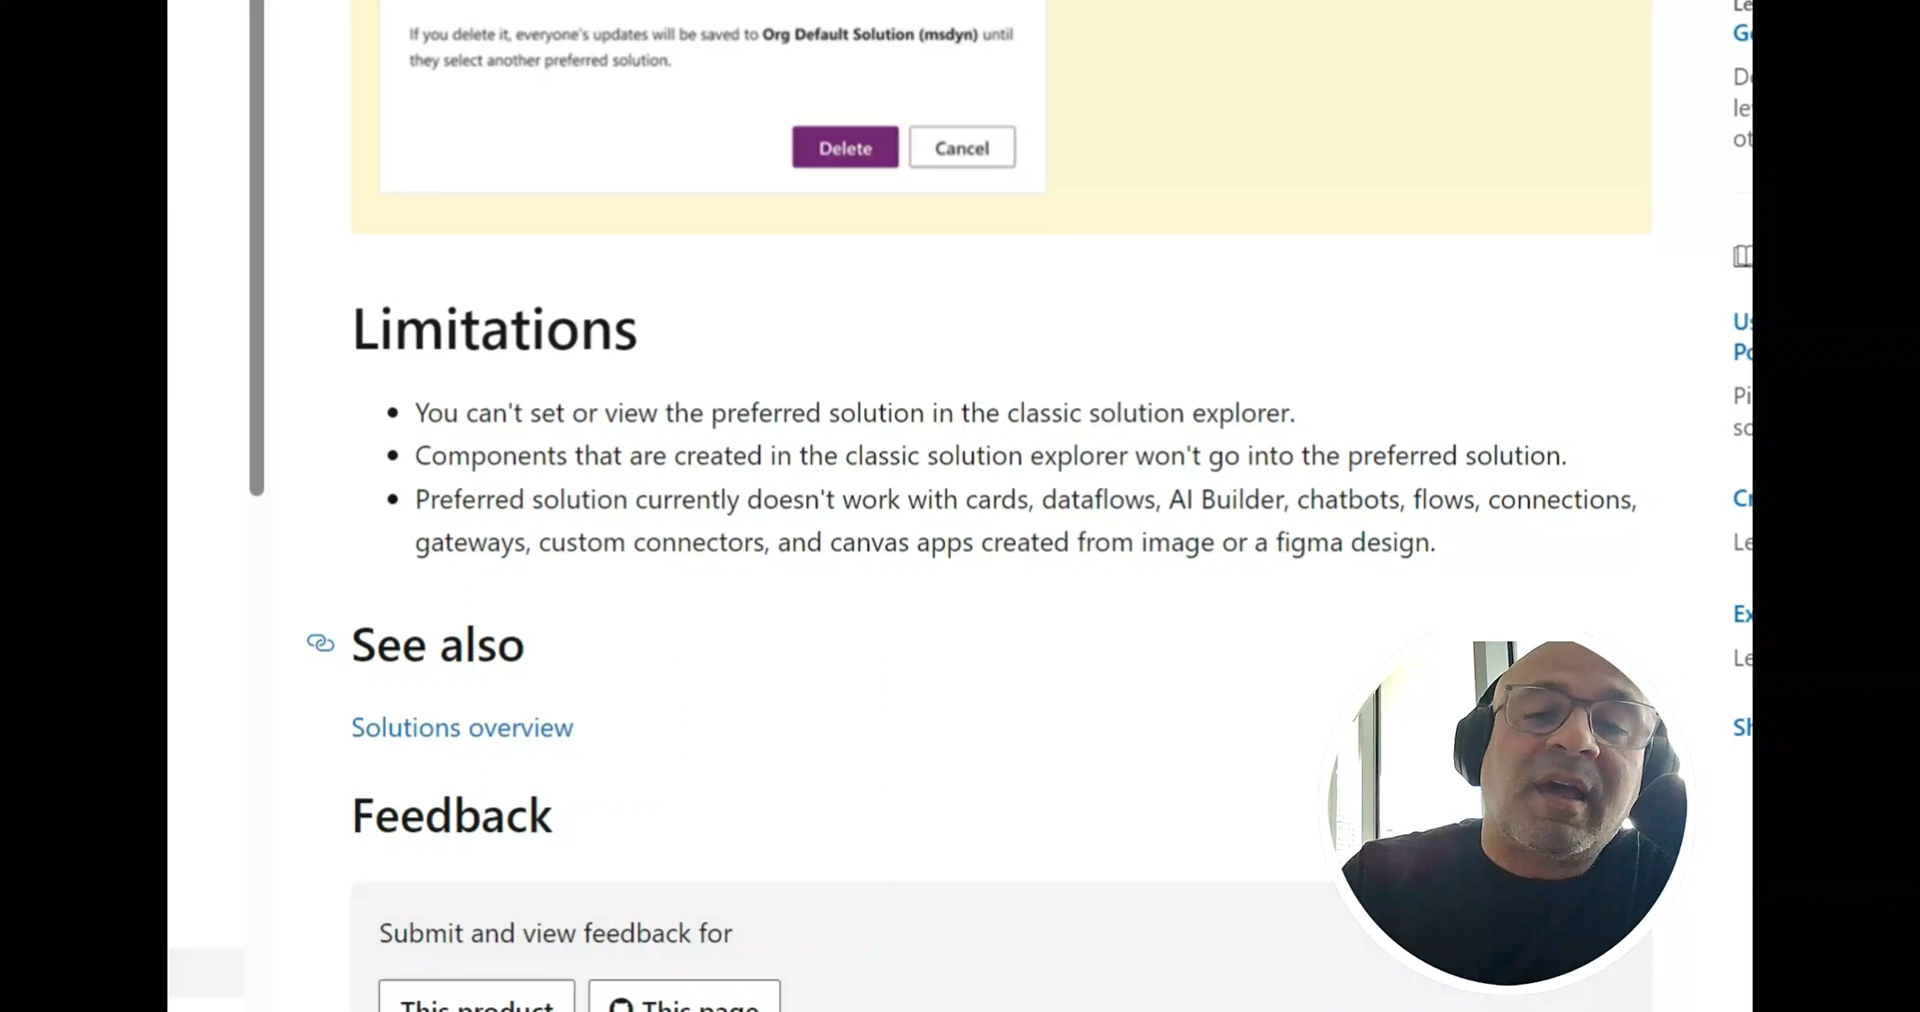 If you delete it, everyone's updates will be saved to Org Default Solution (msdyn) until
they select another preferred solution.
Delete Cancel
Limitations
• You can't set or view the preferred solution in the classic solution explorer.
• Components that are created in the classic solution explorer won't go into the preferred solution.
• Preferred solution currently doesn't work with cards, dataflows, AI Builder, chatbots, flows, connections,
gateways, custom connectors, and canvas apps created from image or a figma design.
See also
Solutions overview
Feedback
Submit and view feedback for
This product This page